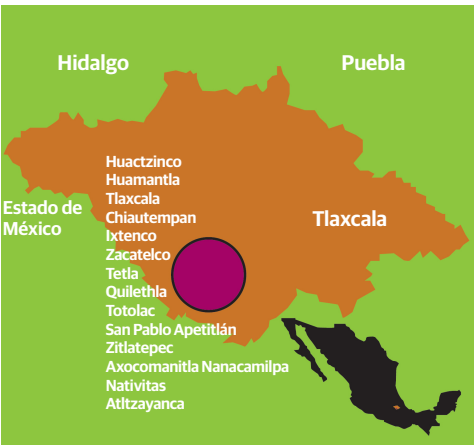 Hidalgo
Puebla
Huactzinco
Huamantla
Tlaxcala
Chiautempan
Ixtenco
Zacatelco
Tetla
Quilethla
Totolac
San Pablo Apetitlán
Zitlatepec
Axocomanitla Nanacamilpa
Nativitas
Atltzayanca
Estado de
México
Tlaxcala